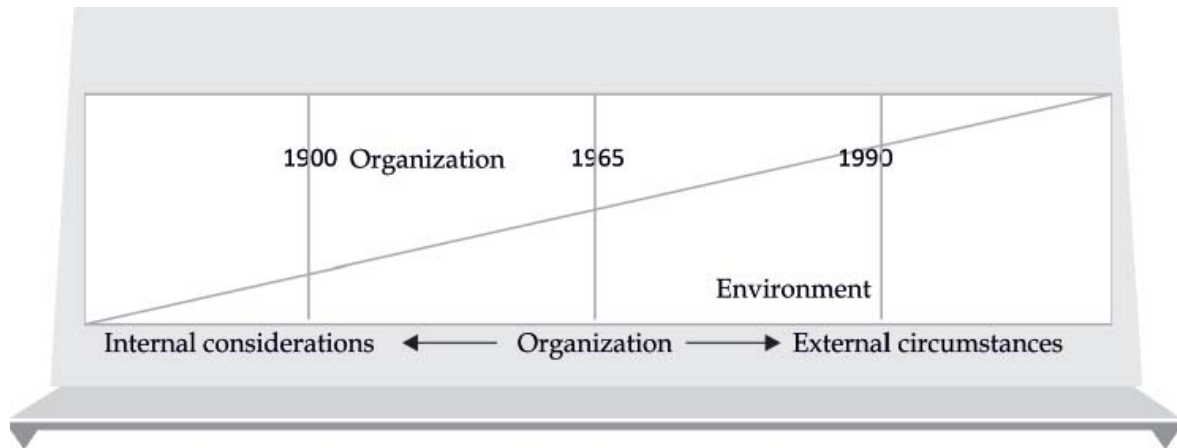 1900 Organization 1965 1990
Environment
Internal considerations Organization External circumstances